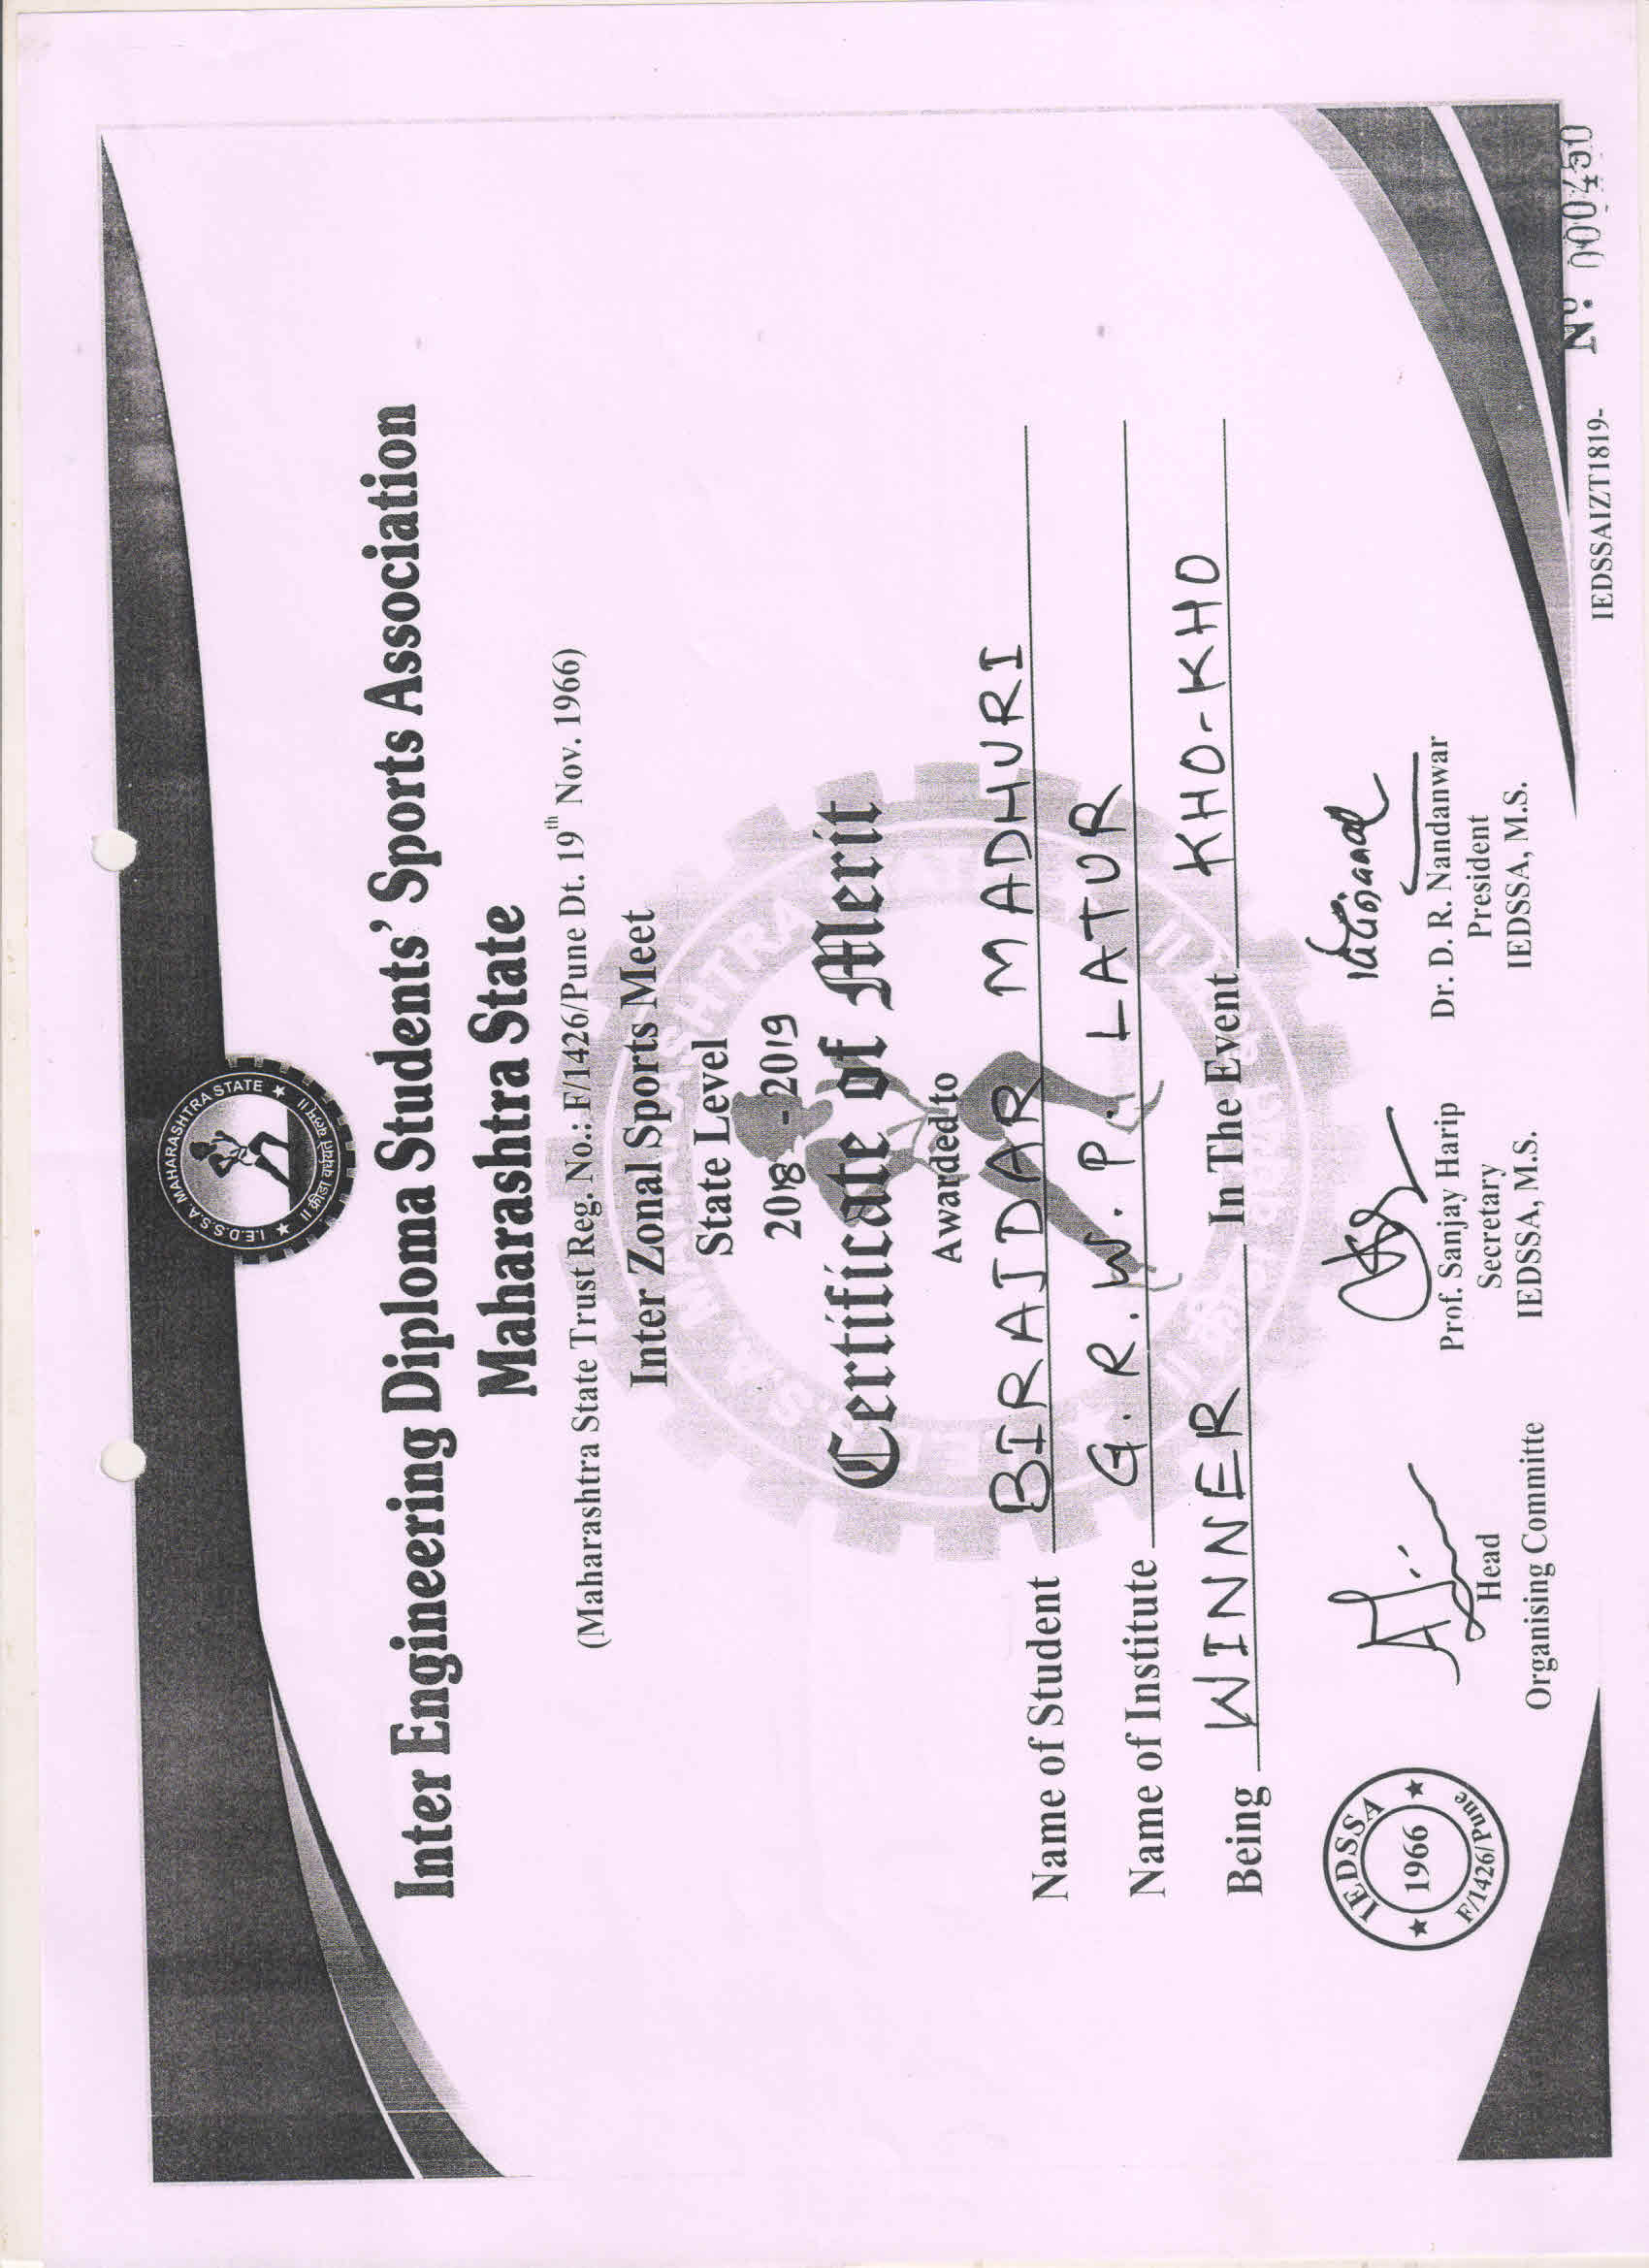 I.E.D.S.S.A. MAHARASHTRA STATE
॥ क्रीडा वर्धयते बलम् ॥
Inter Engineering Diploma Students' Sports Association
Maharashtra State
(Maharashtra State Trust Reg. No.: F/1426/Pune Dt. 19th Nov. 1966)
Inter Zonal Sports Meet
State Level
2018 - 2019
Certificate of Merit
Awarded to
Name of Student BIRAJDAR MADHURI
Name of Institute G. R. W. P. LATUR
Being WINNER In The Event KHO-KHO
IEDSSA
1966
F/1426/Pune
Prof. Sanjay Harip Dr. D. R. Nandanwar
Head Secretary President
Organising Committe IEDSSA, M.S. IEDSSA, M.S.
IEDSSAIZT1819- Nº 000450